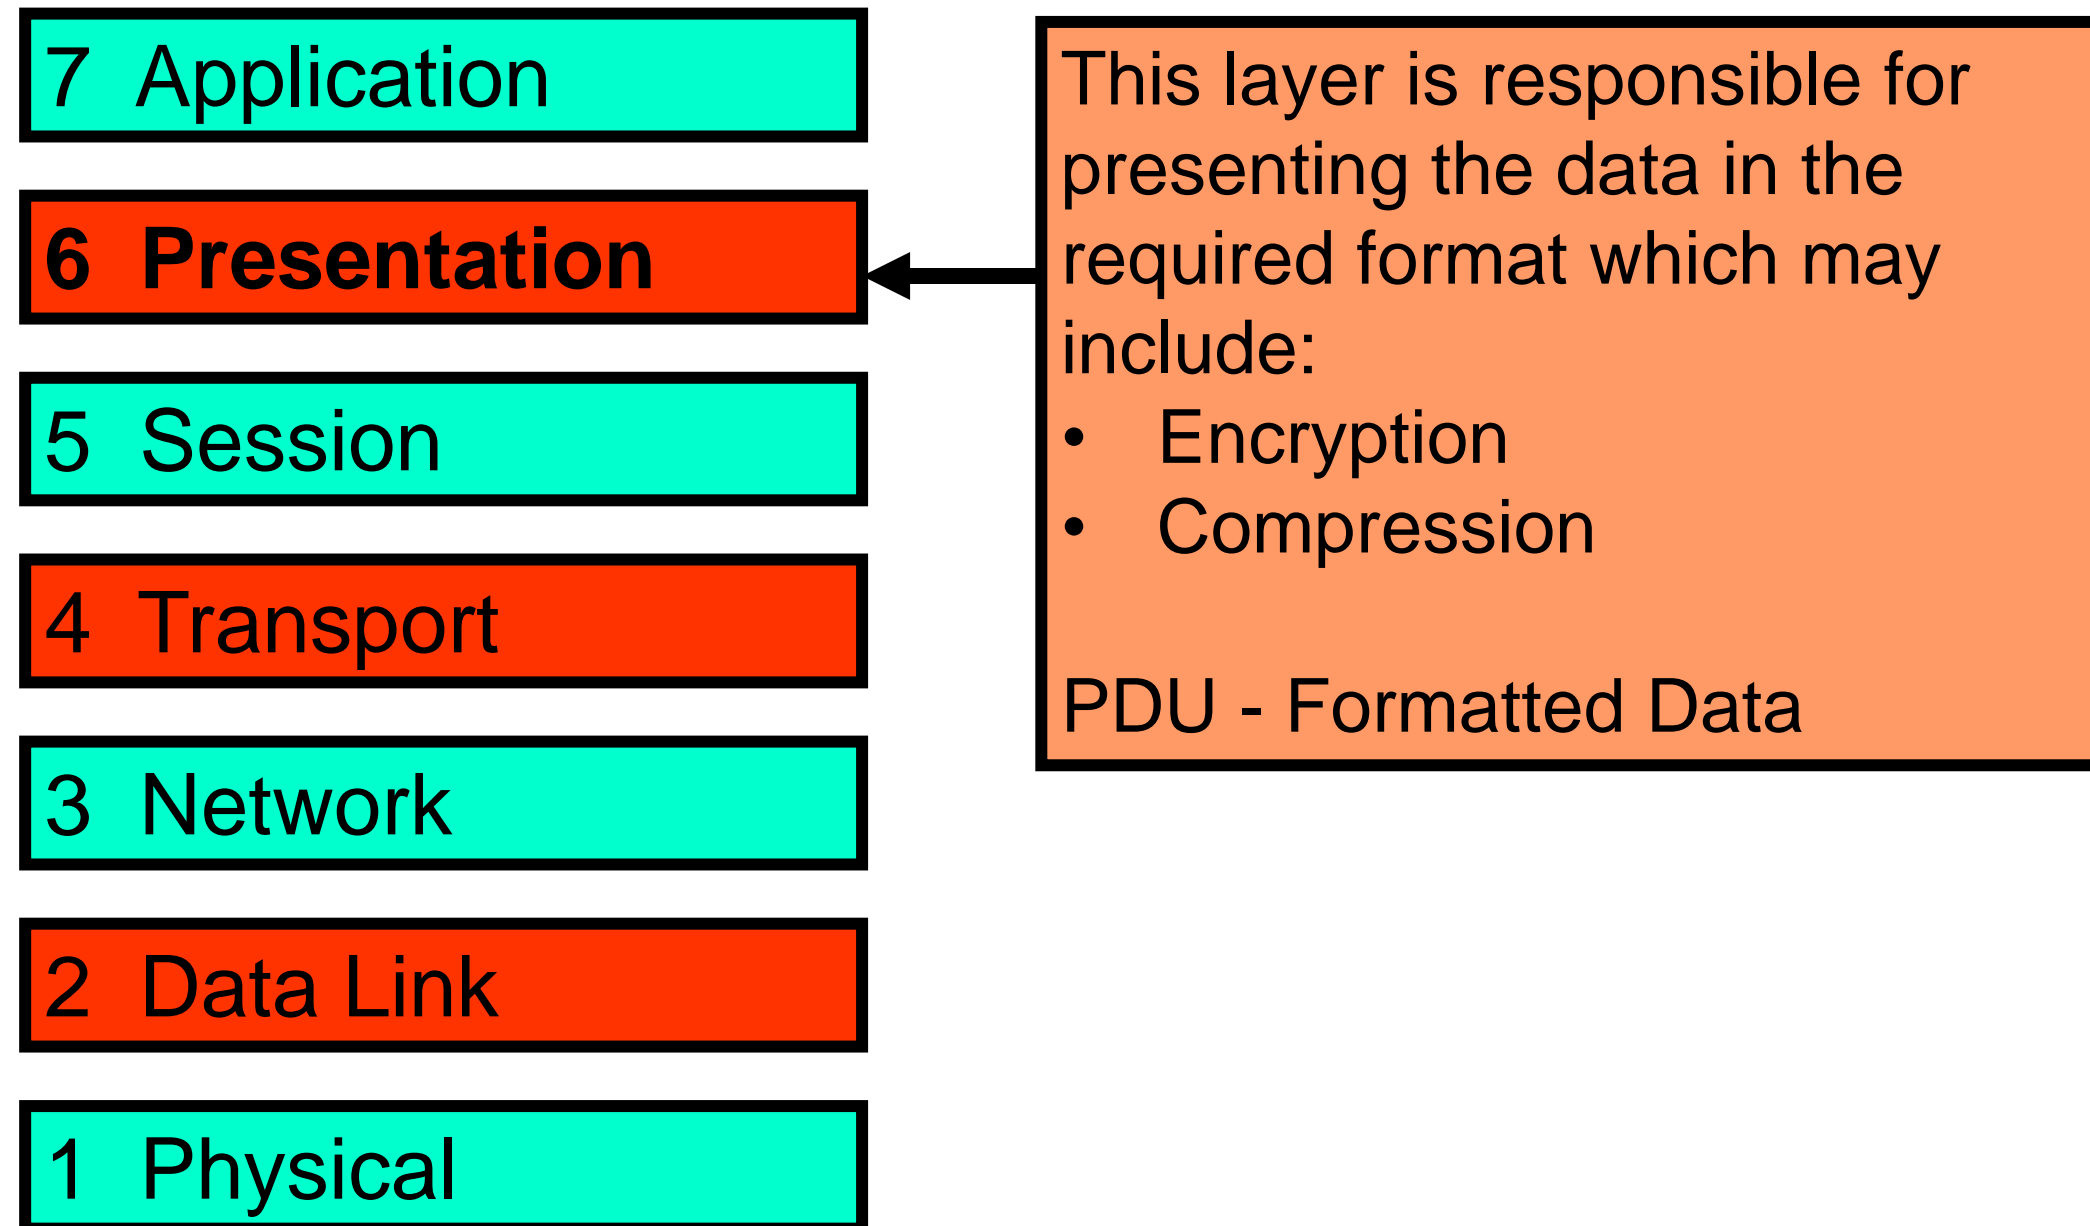 7 Application
6 Presentation
5 Session
4 Transport
3 Network
2 Data Link
1 Physical
This layer is responsible for
presenting the data in the
required format which may
include:
• Encryption
• Compression
PDU - Formatted Data